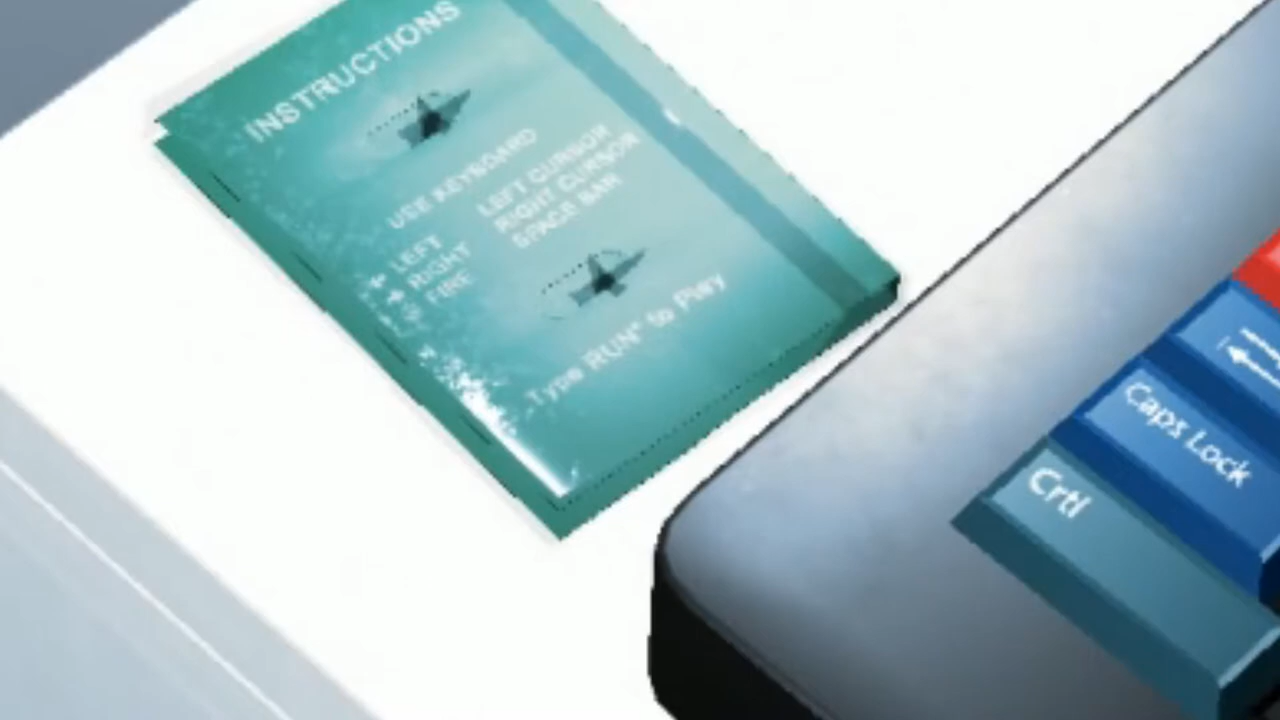 INSTRUCTIONS
USE KEYBOARD
LEFT LEFT CURSOR
RIGHT RIGHT CURSOR
FIRE SPACE BAR
Type RUN" to Play
Caps Lock
Crtl